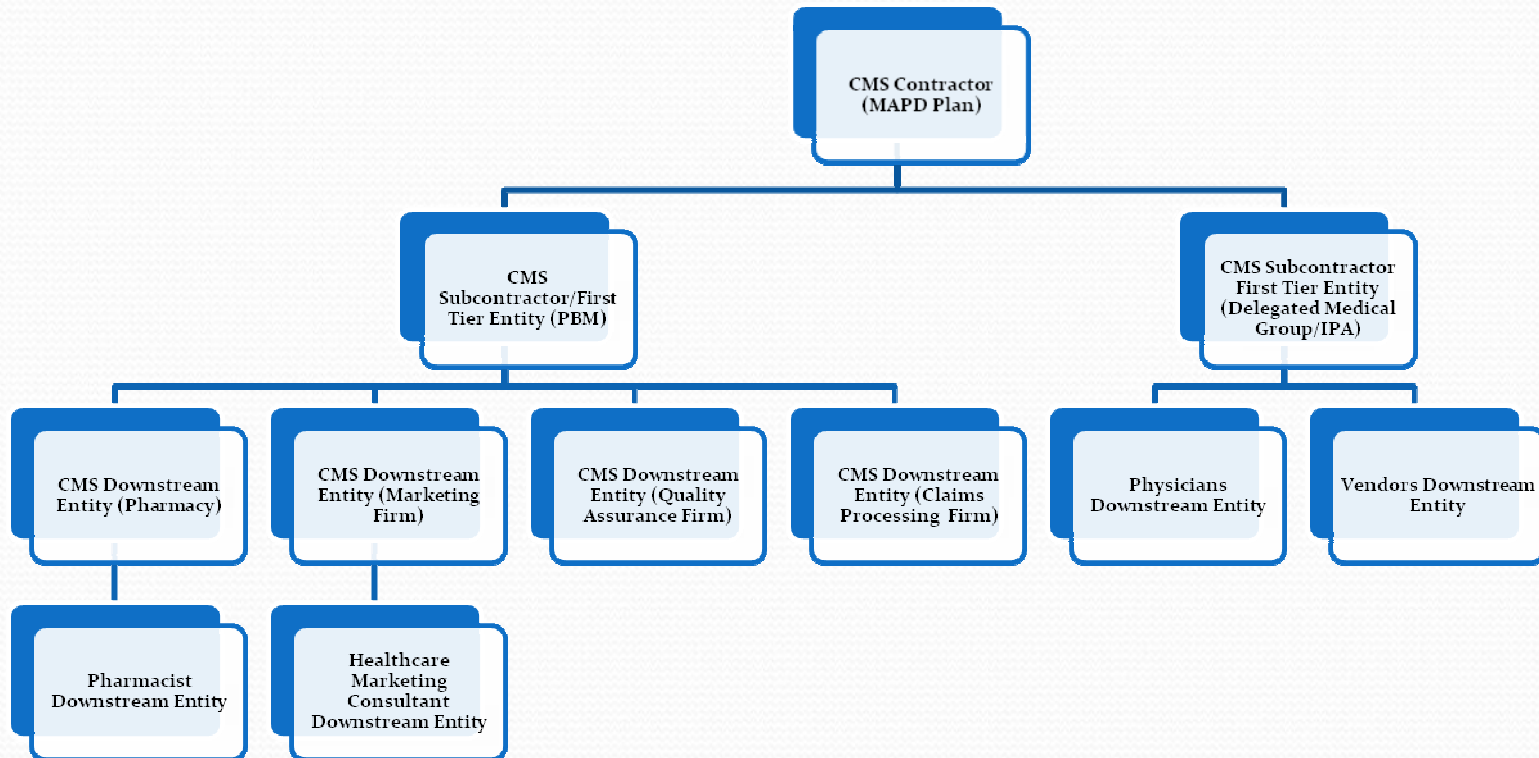 CMS Contractor
(MAPD Plan)
CMS
Subcontractor/First
Tier Entity (PBM)
CMS Subcontractor
First Tier Entity
(Delegated Medical
Group/IPA)
CMS Downstream
Entity (Pharmacy)
CMS Downstream
Entity (Marketing
Firm)
CMS Downstream
Entity (Quality
Assurance Firm)
CMS Downstream
Entity (Claims
Processing Firm)
Physicians
Downstream Entity
Vendors Downstream
Entity
Pharmacist
Downstream Entity
Healthcare
Marketing
Consultant
Downstream Entity